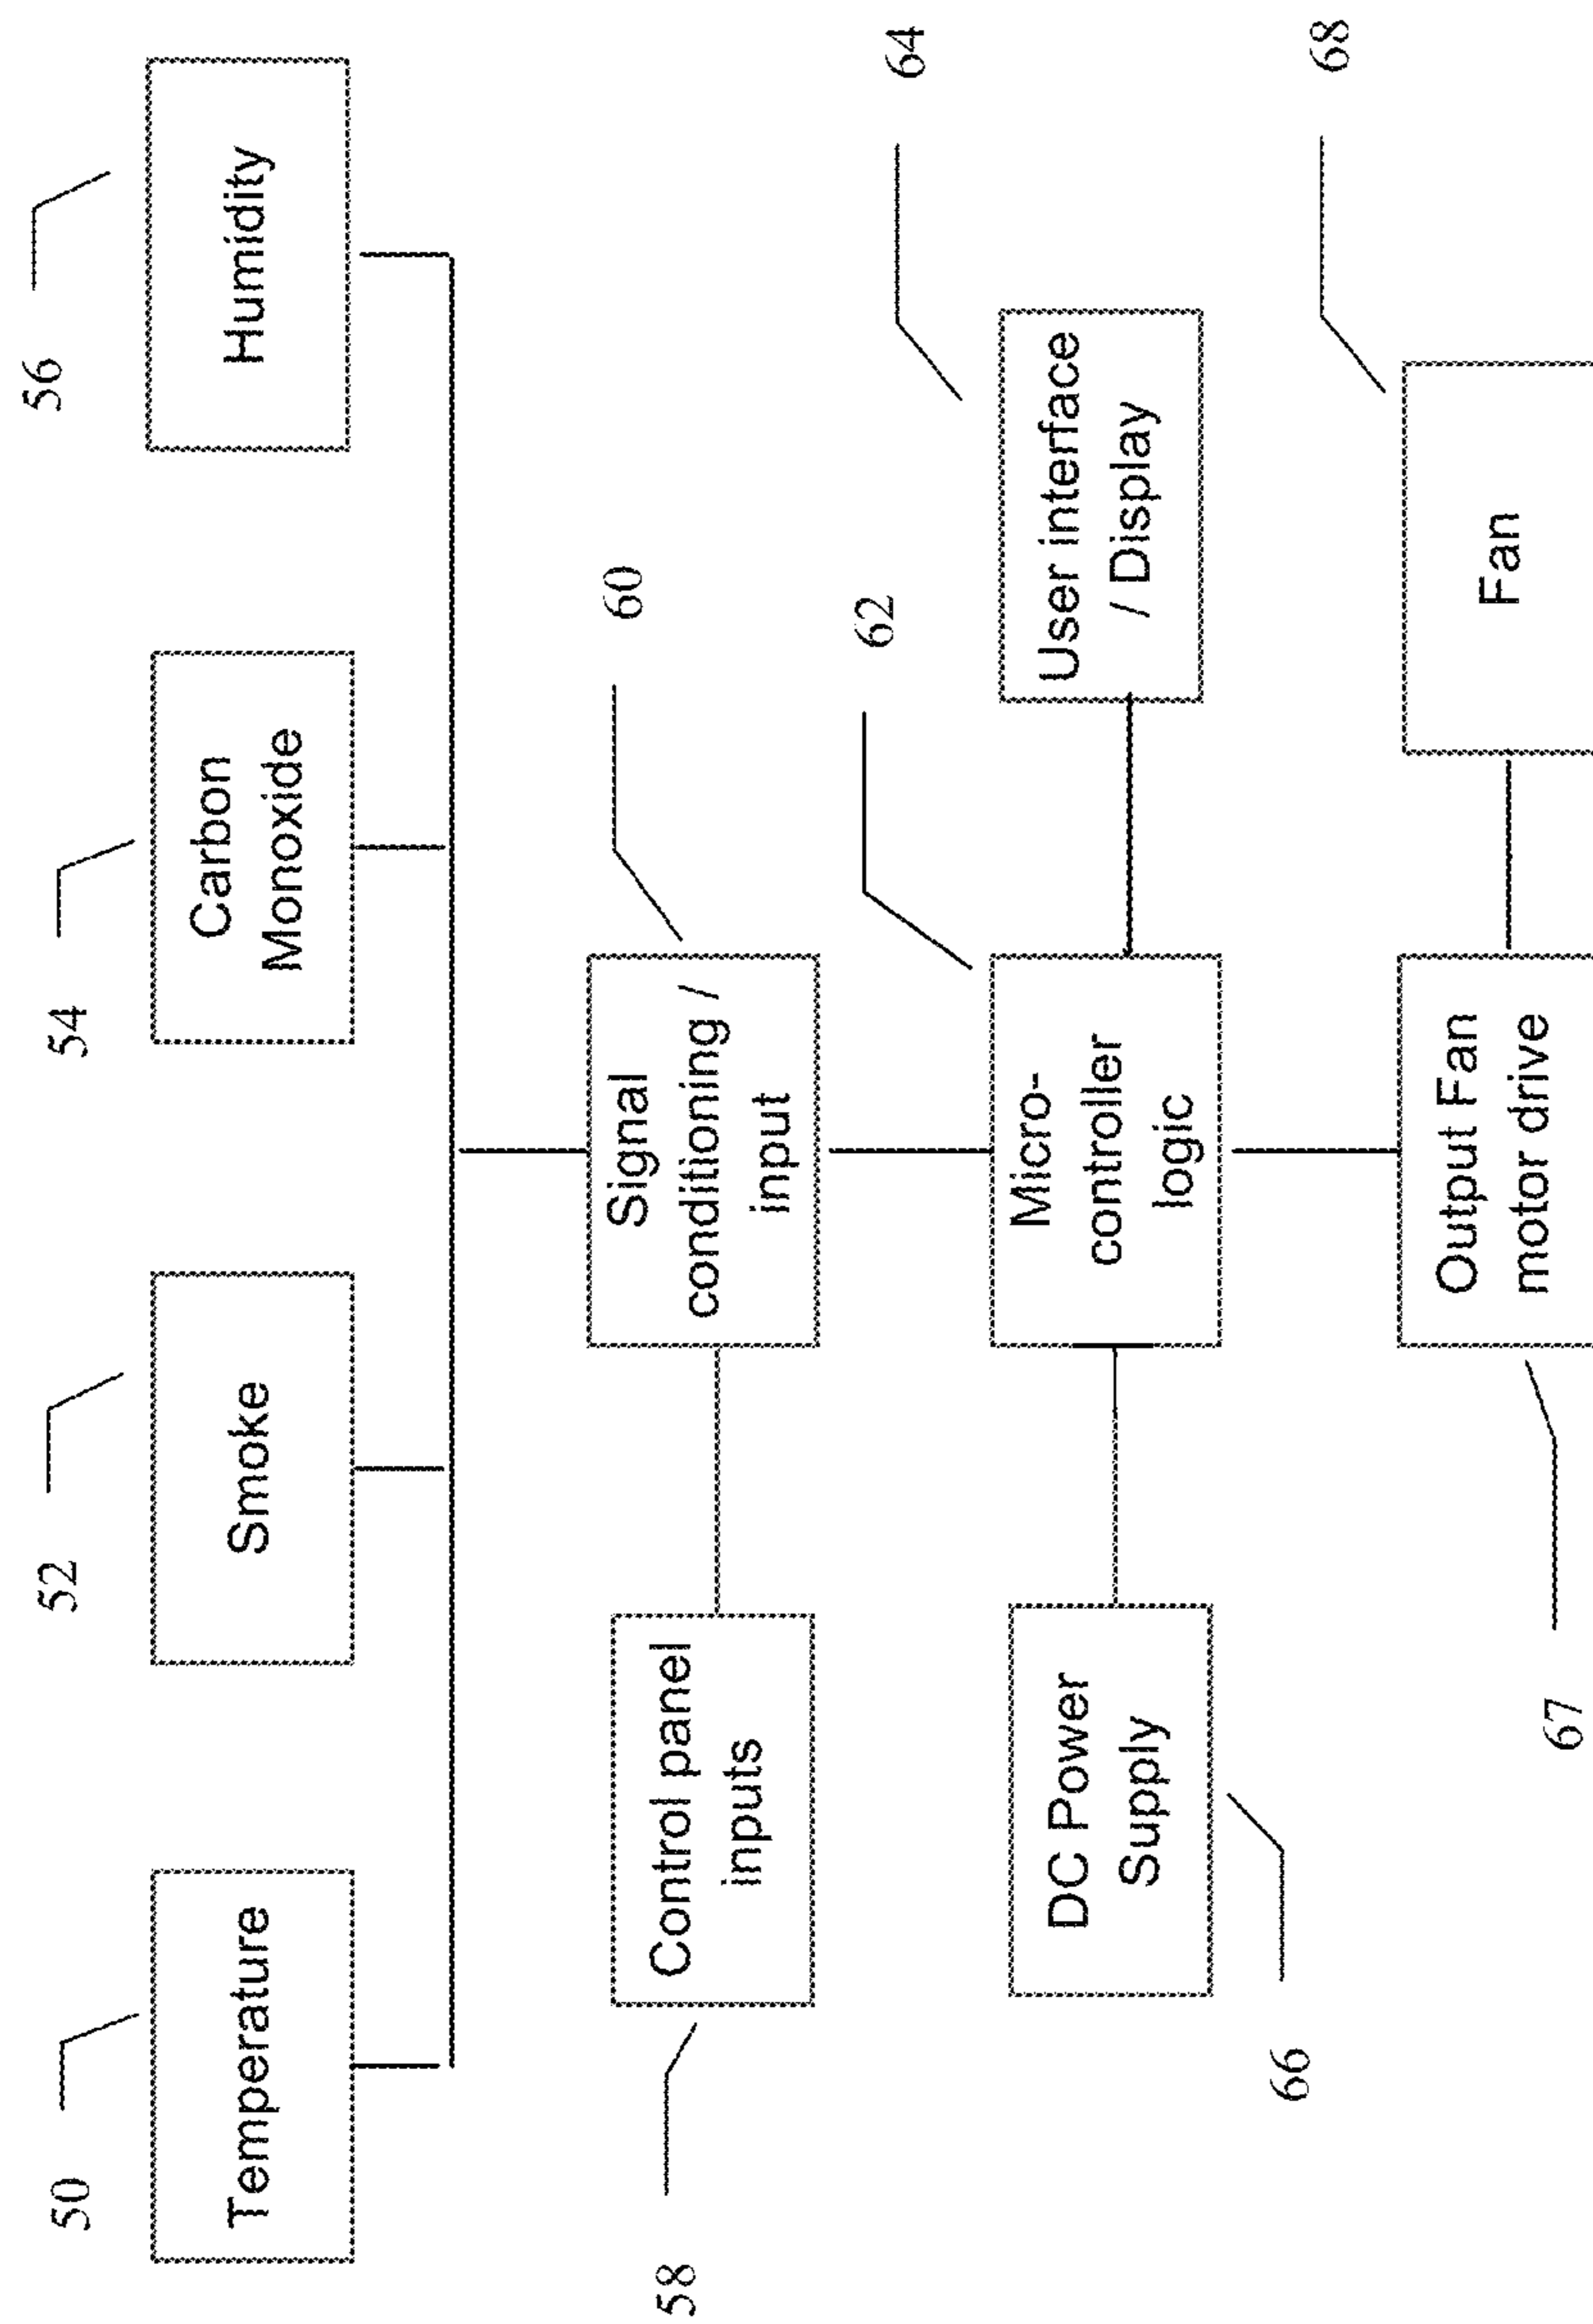 50
Temperature
52
Smoke
54
Carbon
Monoxide
56
Humidity
58
Control panel
inputs
60
Signal
conditioning /
input
66
DC Power
Supply
62
Micro-
controller
logic
64
User interface
/ Display
67
Output Fan
motor drive
68
Fan